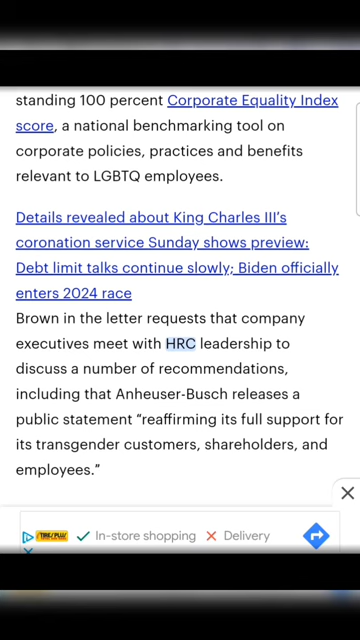 standing 100 percent Corporate Equality Index
score, a national benchmarking tool on
corporate policies, practices and benefits
relevant to LGBTQ employees.
Details revealed about King Charles III's
coronation service Sunday shows preview:
Debt limit talks continue slowly; Biden officially
enters 2024 race
Brown in the letter requests that company
executives meet with HRC leadership to
discuss a number of recommendations,
including that Anheuser-Busch releases a
public statement “reaffirming its full support for
its transgender customers, shareholders, and
employees.”
TIRES PLUS In-store shopping Delivery